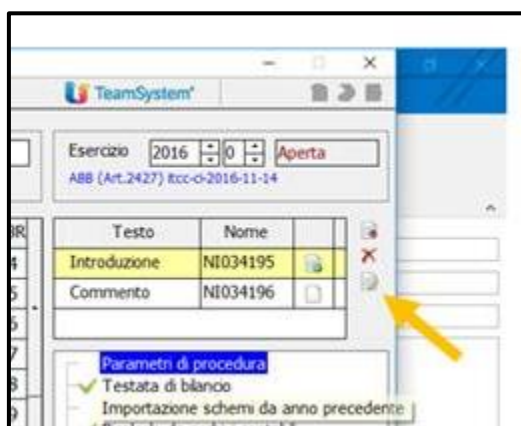 TeamSystem®
Esercizio 2016 0 Aperta
ABB (Art.2427) itcc-ci-2016-11-14
Testo Nome
Introduzione NI034195
Commento NI034196
Parametri di procedura
Testata di bilancio
Importazione schemi da anno precedente